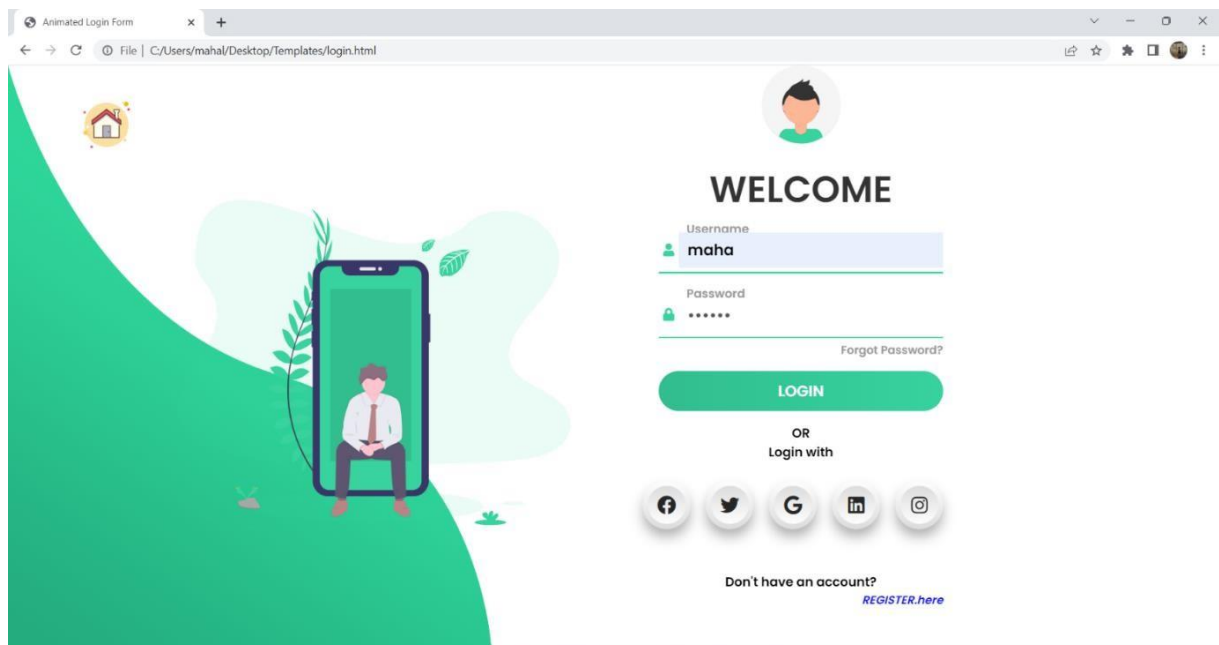 Animated Login Form
File | C:/Users/mahal/Desktop/Templates/login.html
WELCOME
Username
maha
Password
••••••
Forgot Password?
LOGIN
OR
Login with
Don't have an account?
REGISTER.here